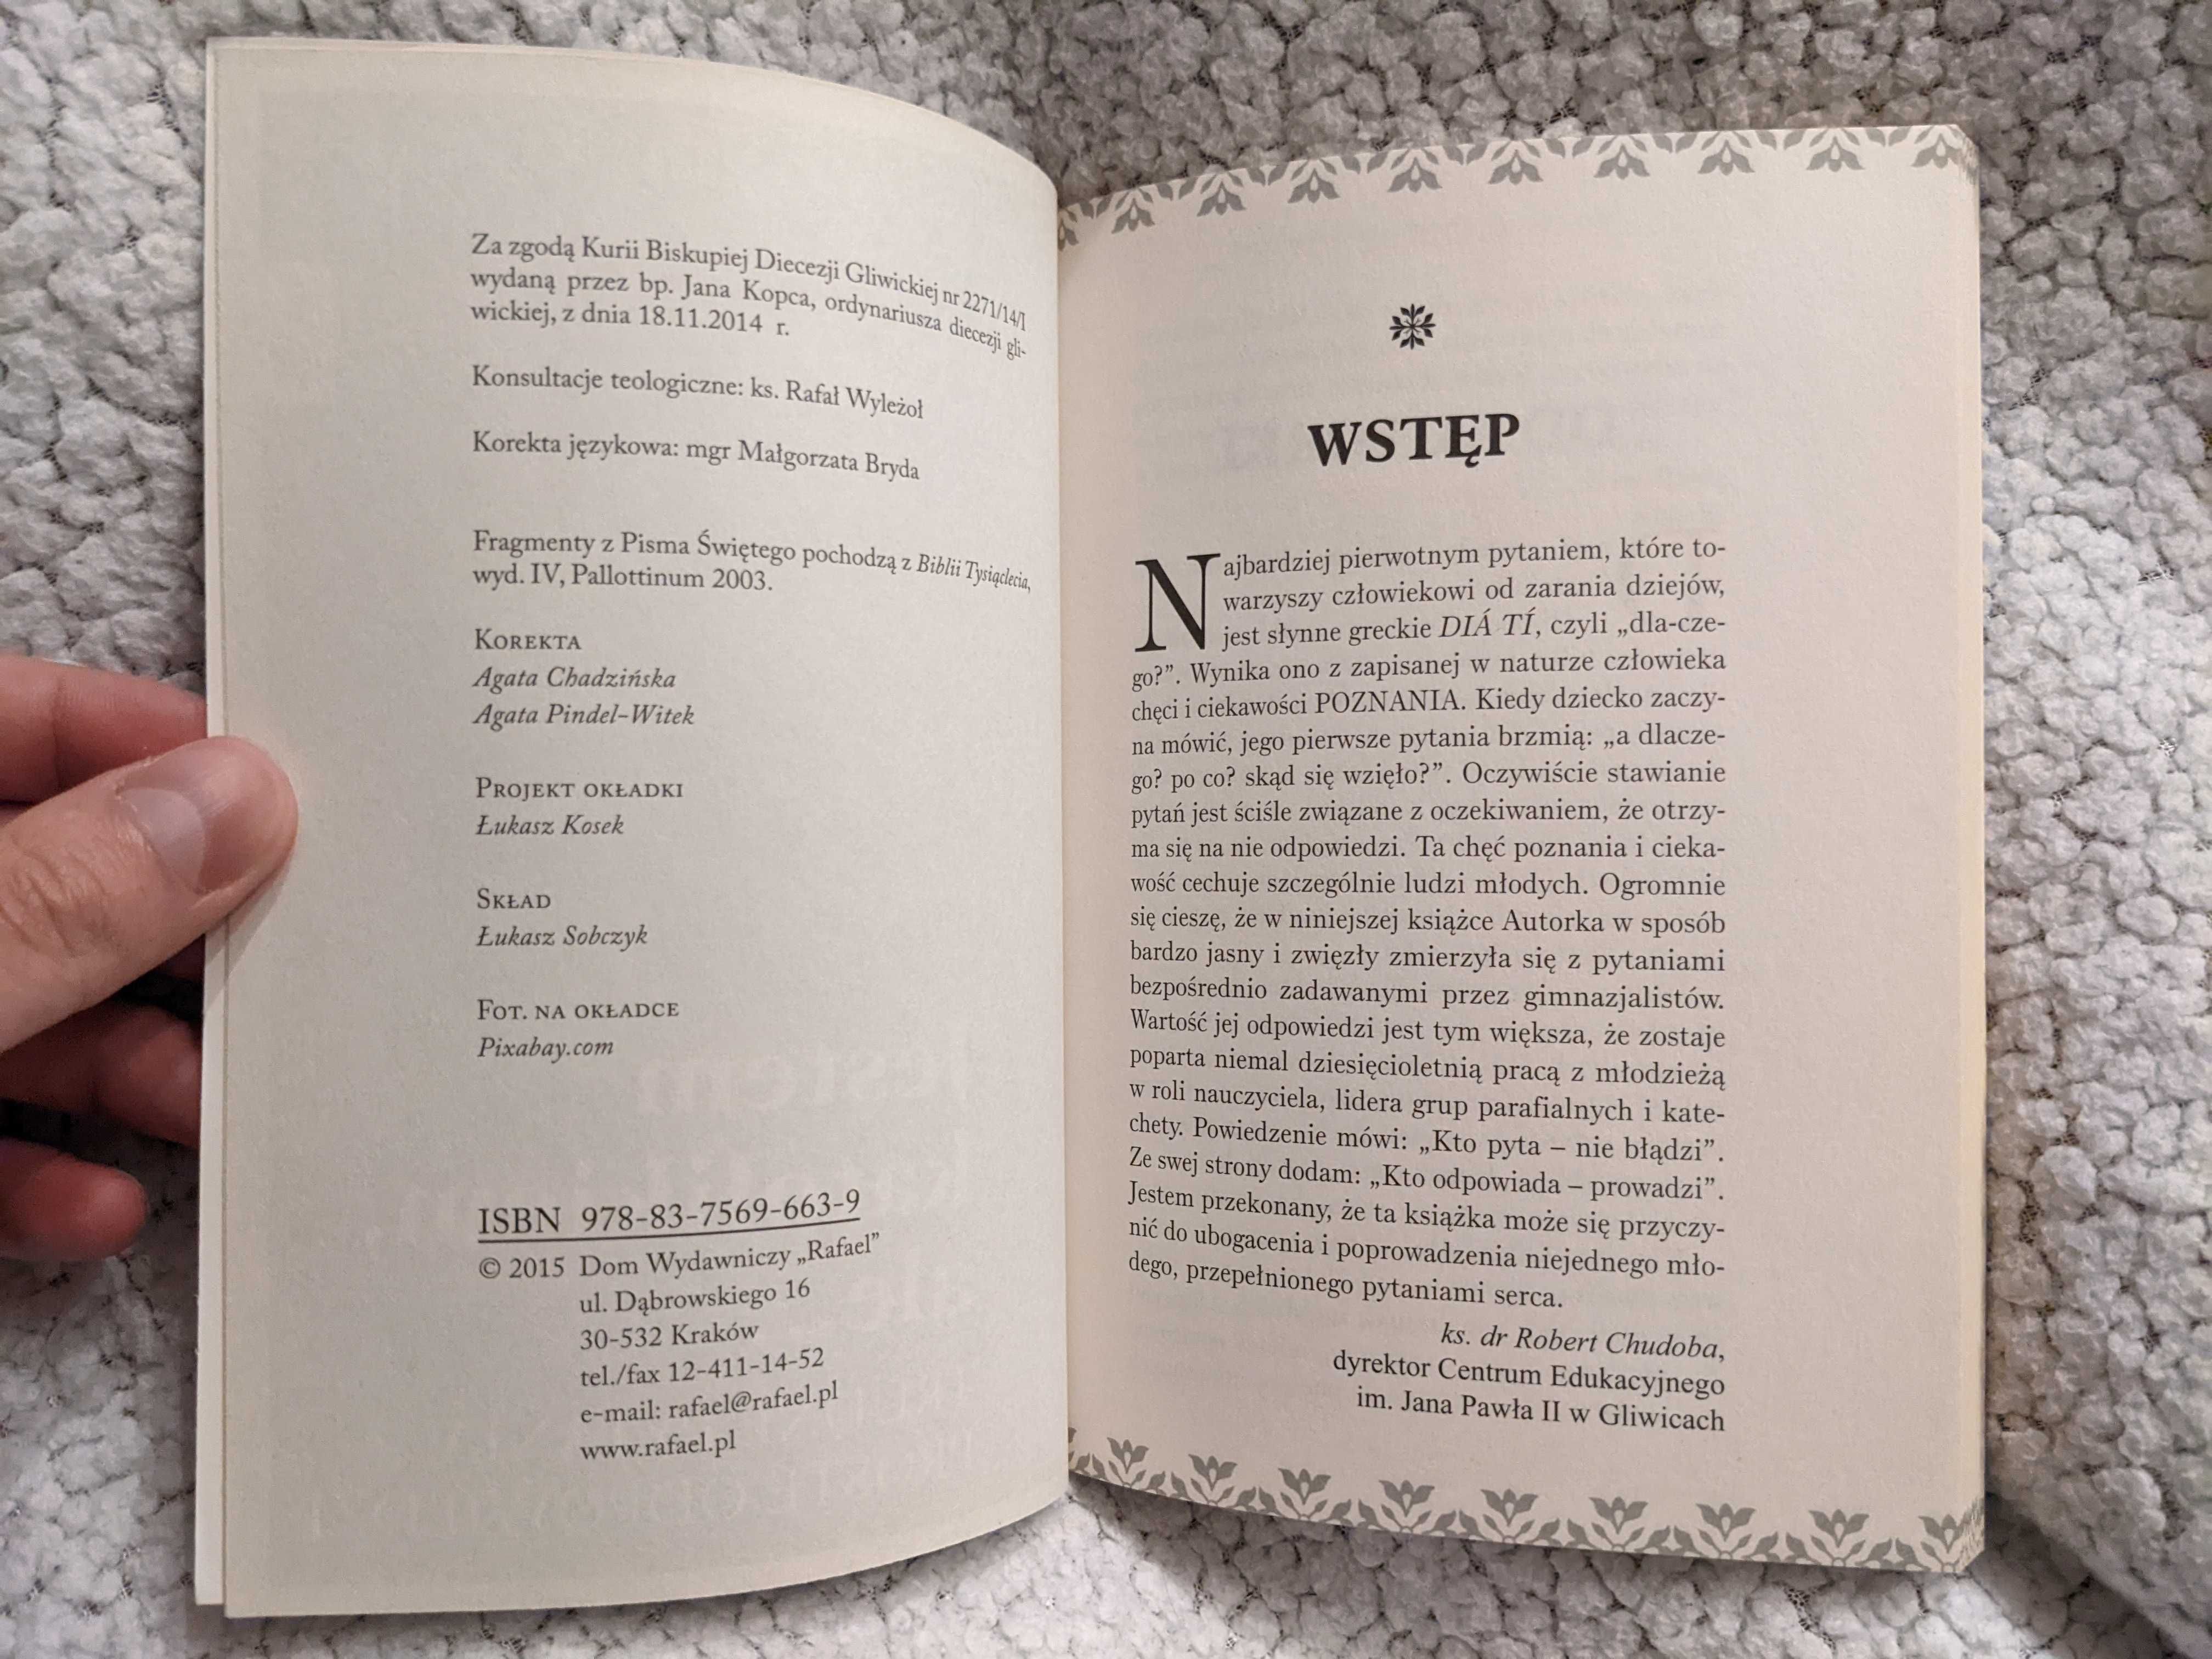 Za zgodą Kurii Biskupiej Diecezji Gliwickiej nr 2271/14/I
wydaną przez bp. Jana Kopca, ordynariusza diecezji gli-
wickiej, z dnia 18.11.2014 r.
Konsultacje teologiczne: ks. Rafał Wyleżoł
Korekta językowa: mgr Małgorzata Bryda
Fragmenty z Pisma Świętego pochodzą z Biblii Tysiąclecia,
wyd. IV, Pallottinum 2003.
KOREKTA
Agata Chadzińska
Agata Pindel-Witek
PROJEKT OKŁADKI
Łukasz Kosek
SKŁAD
Łukasz Sobczyk
FOT. NA OKŁADCE
Pixabay.com
ISBN 978-83-7569-663-9
© 2015 Dom Wydawniczy „Rafael”
ul. Dąbrowskiego 16
30-532 Kraków
tel./fax 12-411-14-52
e-mail: rafael@rafael.pl
www.rafael.pl
WSTĘP
Najbardziej pierwotnym pytaniem, które to-
warzyszy człowiekowi od zarania dziejów,
jest słynne greckie DIÁ TÍ, czyli „dla-cze-
go?”. Wynika ono z zapisanej w naturze człowieka
chęci i ciekawości POZNANIA. Kiedy dziecko zaczy-
na mówić, jego pierwsze pytania brzmią: „a dlacze-
go? po co? skąd się wzięło?”. Oczywiście stawianie
pytań jest ściśle związane z oczekiwaniem, że otrzy-
ma się na nie odpowiedzi. Ta chęć poznania i cieka-
wość cechuje szczególnie ludzi młodych. Ogromnie
się cieszę, że w niniejszej książce Autorka w sposób
bardzo jasny i zwięzły zmierzyła się z pytaniami
bezpośrednio zadawanymi przez gimnazjalistów.
Wartość jej odpowiedzi jest tym większa, że zostaje
poparta niemal dziesięcioletnią pracą z młodzieżą
w roli nauczyciela, lidera grup parafialnych i kate-
chety. Powiedzenie mówi: „Kto pyta – nie błądzi”.
Ze swej strony dodam: „Kto odpowiada – prowadzi”.
Jestem przekonany, że ta książka może się przyczy-
nić do ubogacenia i poprowadzenia niejednego mło-
dego, przepełnionego pytaniami serca.
ks. dr Robert Chudoba,
dyrektor Centrum Edukacyjnego
im. Jana Pawła II w Gliwicach